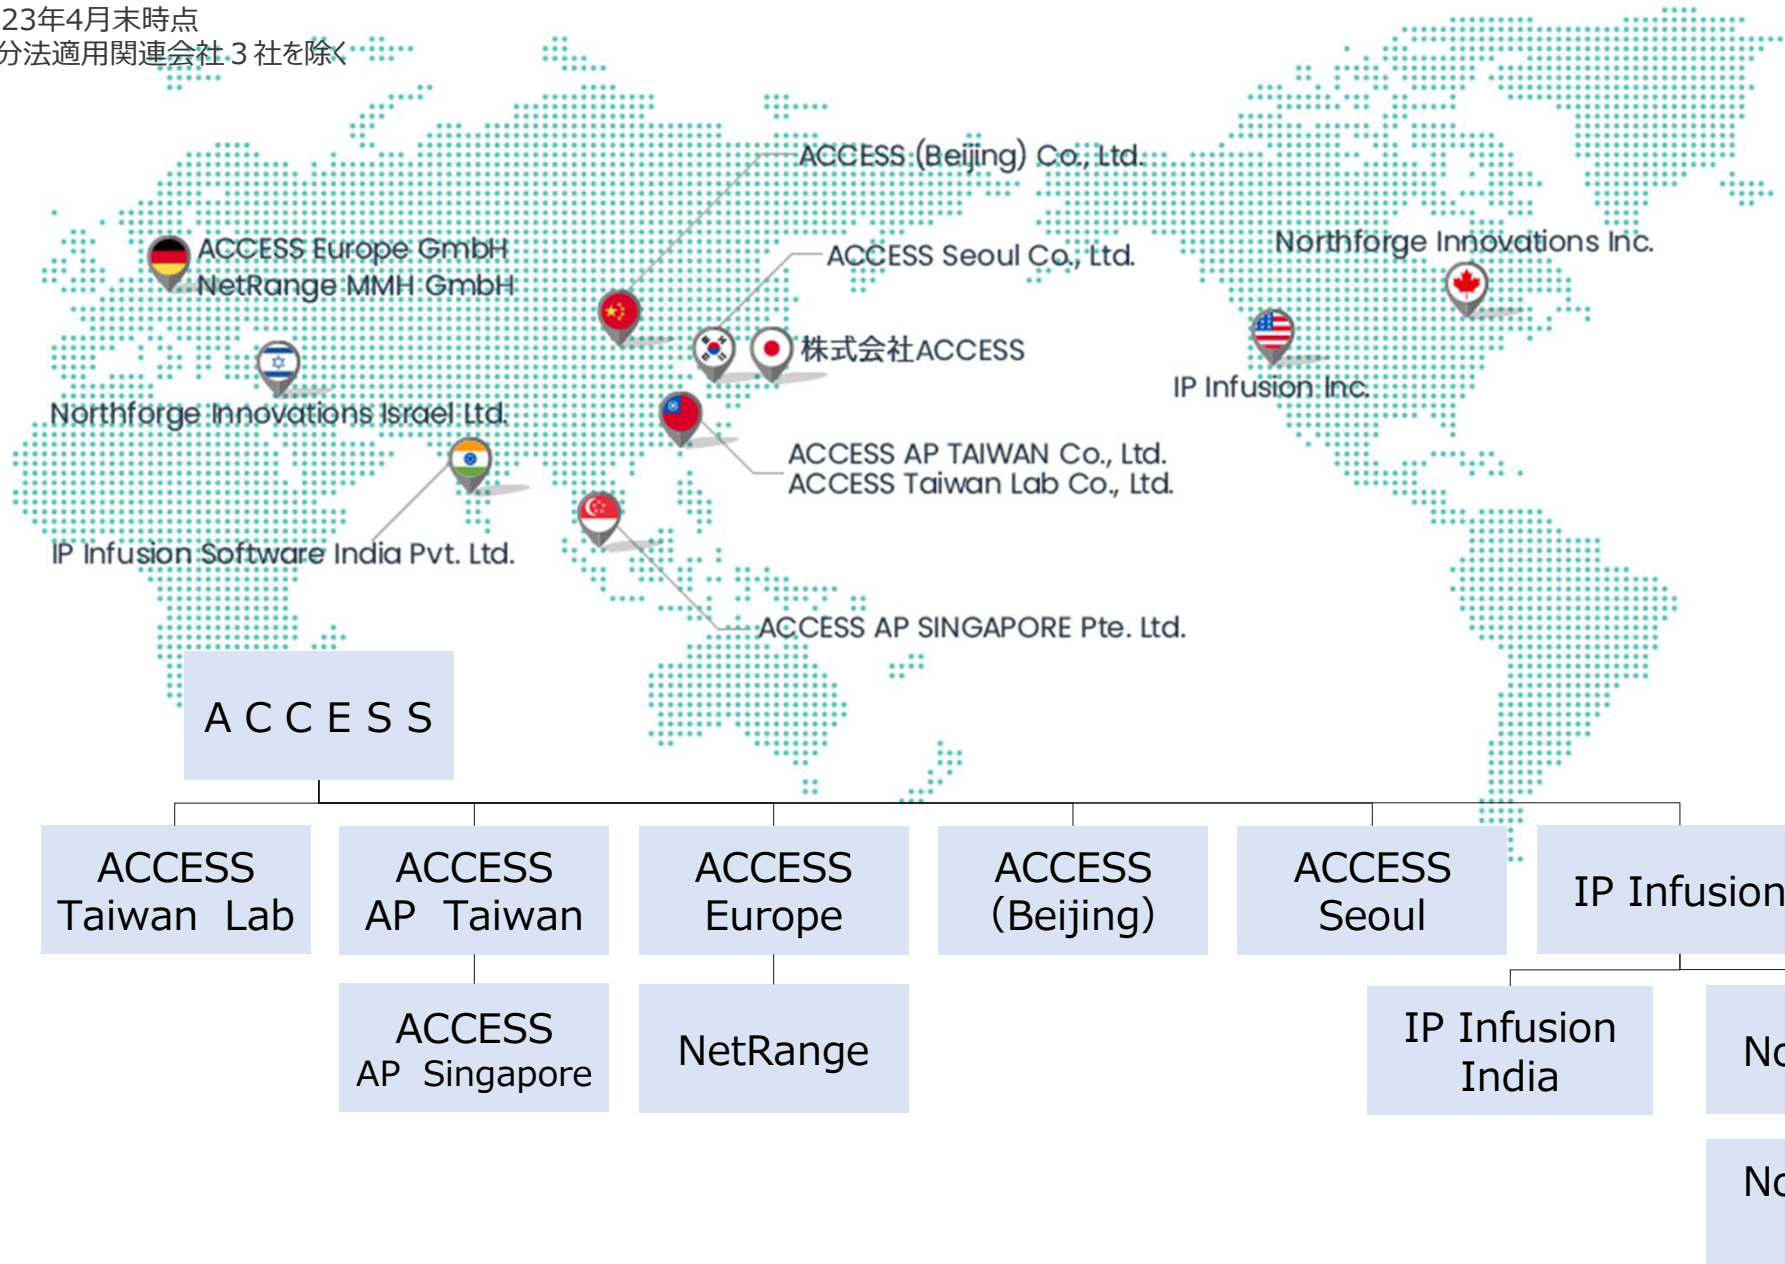 23年4月末時点
分法適用関連会社3社を除く
ACCESS (Beijing) Co., Ltd.
ACCESS Europe GmbH
NetRange MMH GmbH
ACCESS Seoul Co., Ltd.
Northforge Innovations Inc.
株式会社ACCESS
IP Infusion Inc.
Northforge Innovations Israel Ltd.
ACCESS AP TAIWAN Co., Ltd.
ACCESS Taiwan Lab Co., Ltd.
IP Infusion Software India Pvt. Ltd.
ACCESS AP SINGAPORE Pte. Ltd.
ACCESS
ACCESS
Taiwan Lab
ACCESS
AP Taiwan
ACCESS
Europe
ACCESS
(Beijing)
ACCESS
Seoul
IP Infusion
ACCESS
AP Singapore
NetRange
IP Infusion
India
No
No